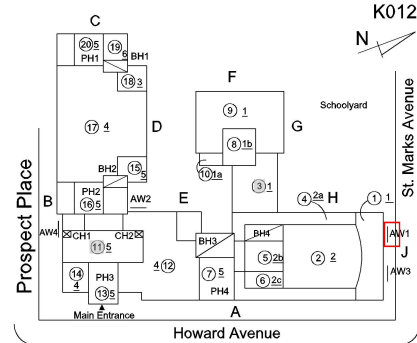 K012
C
N
20 5 19
PH1 6 BH1
18 3
F
Schoolyard
9 1
17 4
D
G
8 1b
BH2 15 5
10 1a
3 1
St. Marks Avenue
PH2
16 5
AW2
B
E
4 2a H
1 1
AW4 CH1 CH2
BH3
BH4
AW1
11 5
J
Prospect Place
4 12
5 2b
2 2
14 4
PH3
7 5
AW3
13 5
PH4
6 2c
Main Entrance
A
Howard Avenue